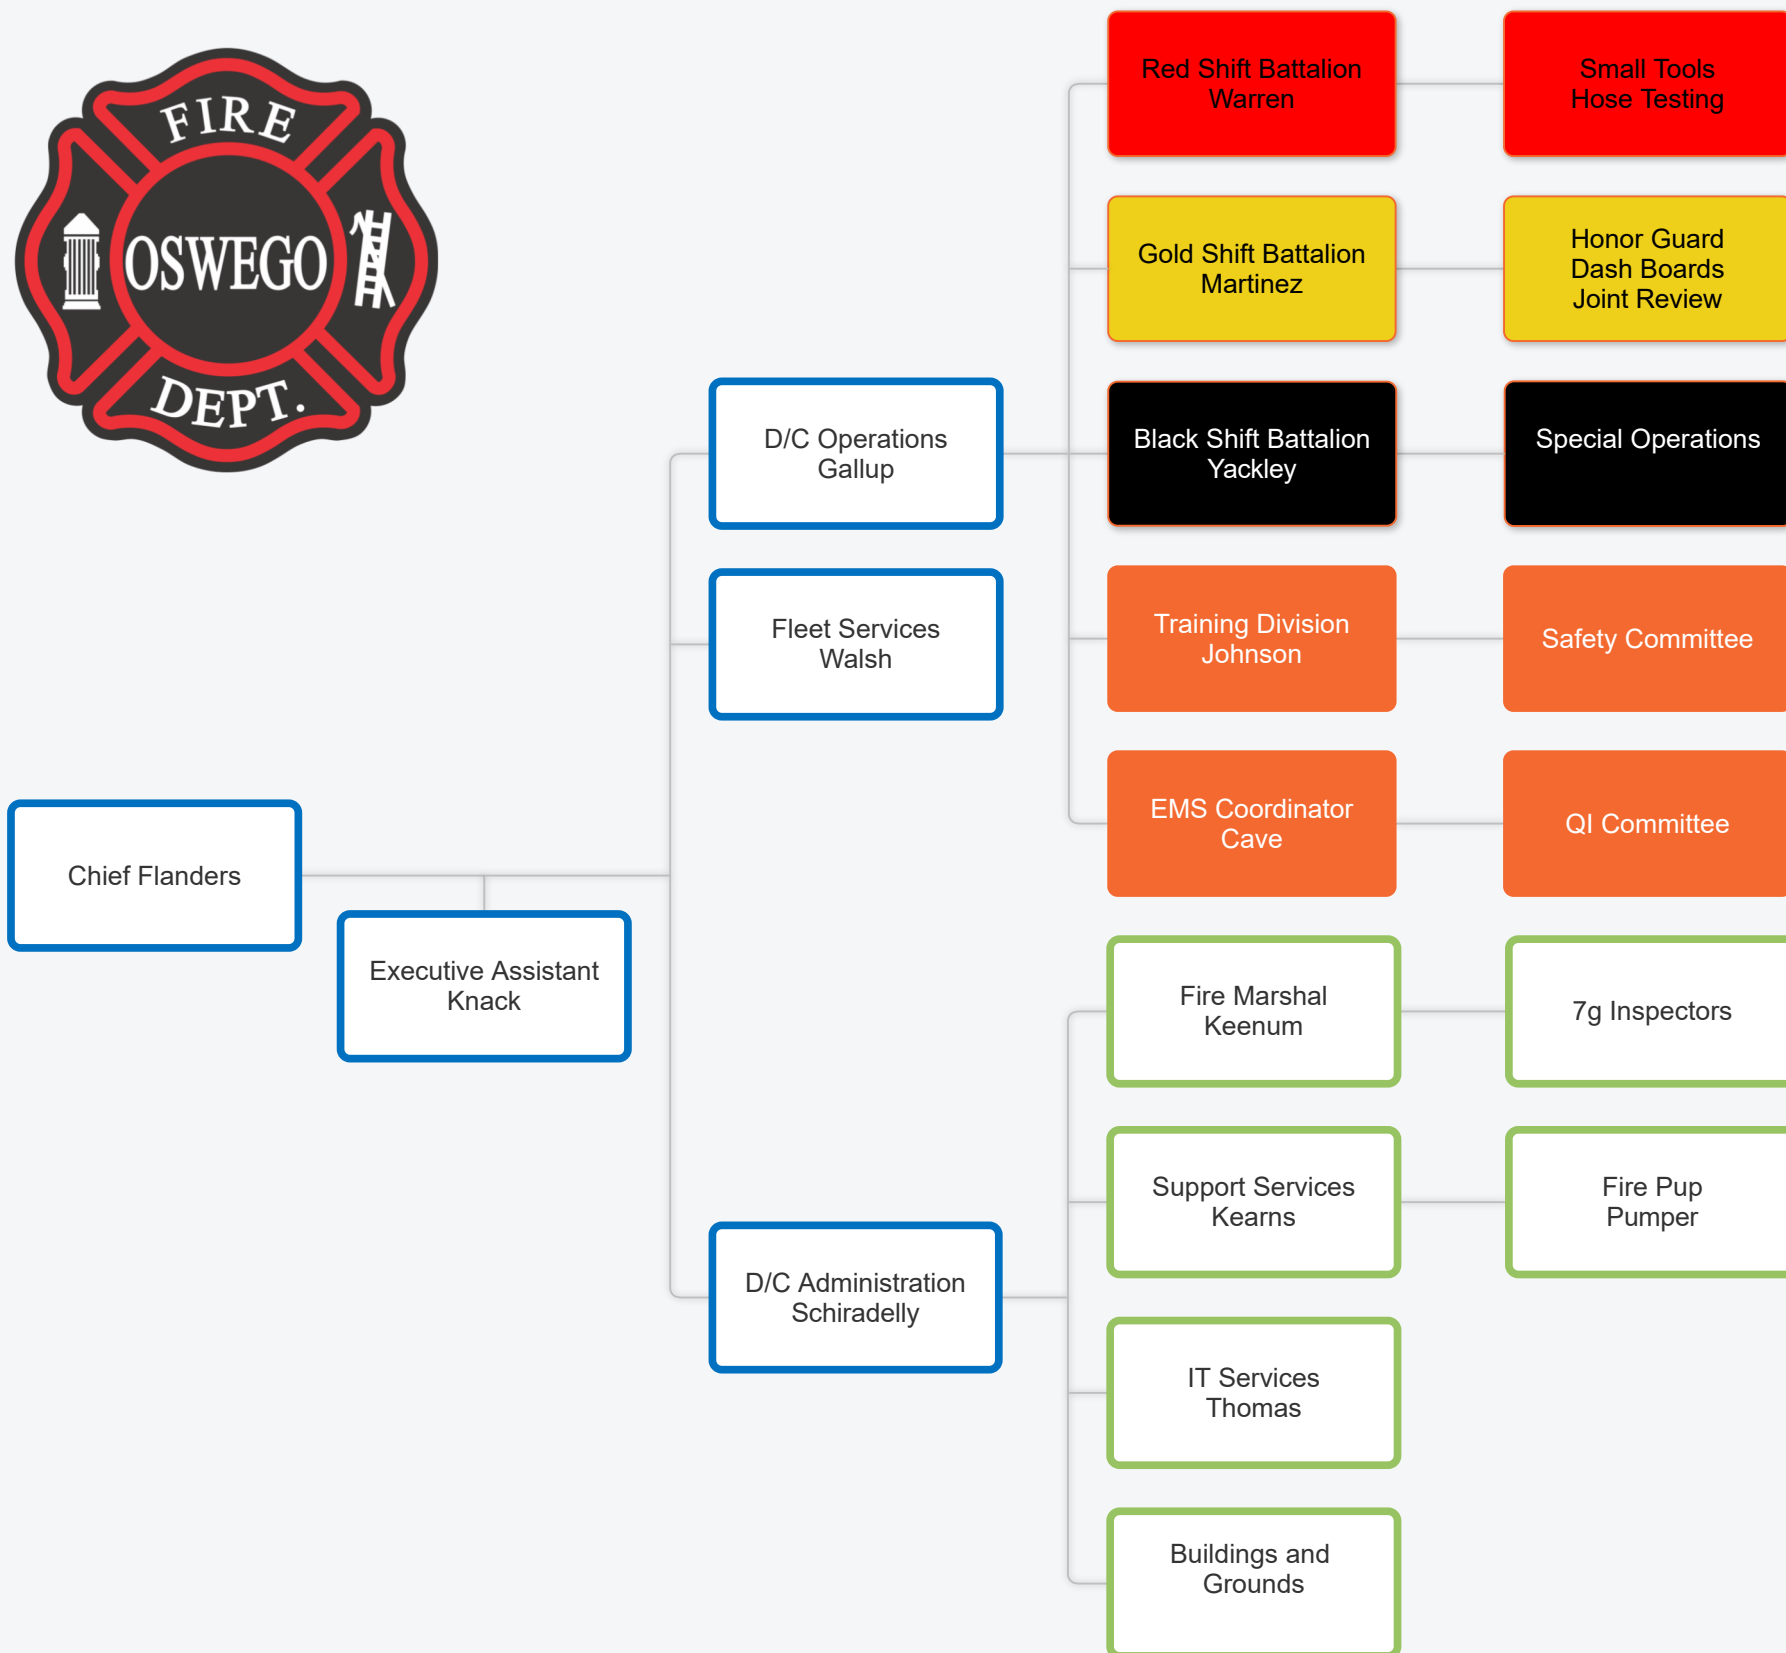 FIRE
OSWEGO
DEPT.
Red Shift Battalion
Warren
Small Tools
Hose Testing
Gold Shift Battalion
Martinez
Honor Guard
Dash Boards
Joint Review
D/C Operations
Gallup
Black Shift Battalion
Yackley
Special Operations
Fleet Services
Walsh
Training Division
Johnson
Safety Committee
EMS Coordinator
Cave
QI Committee
Chief Flanders
Executive Assistant
Knack
Fire Marshal
Keenum
7g Inspectors
Support Services
Kearns
Fire Pup
Pumper
D/C Administration
Schiradelly
IT Services
Thomas
Buildings and
Grounds